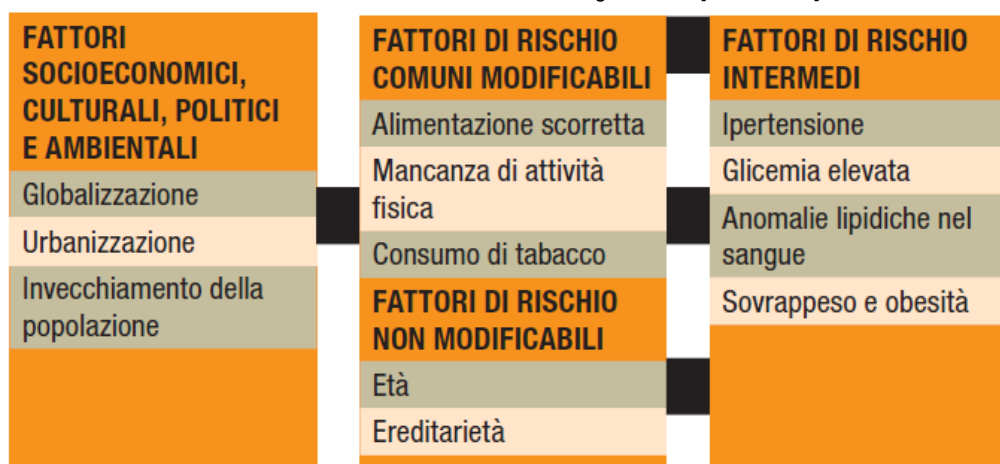 FATTORI
SOCIOECONOMICI,
CULTURALI, POLITICI
E AMBIENTALI
Globalizzazione
Urbanizzazione
Invecchiamento della
popolazione
FATTORI DI RISCHIO
COMUNI MODIFICABILI
Alimentazione scorretta
Mancanza di attività
fisica
Consumo di tabacco
FATTORI DI RISCHIO
NON MODIFICABILI
Età
Ereditarietà
FATTORI DI RISCHIO
INTERMEDI
Ipertensione
Glicemia elevata
Anomalie lipidiche nel
sangue
Sovrappeso e obesità